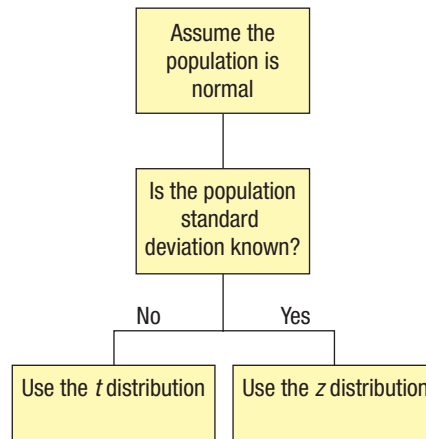 Assume the
population is
normal
Is the population
standard
deviation known?
No
Yes
Use the t distribution
Use the z distribution